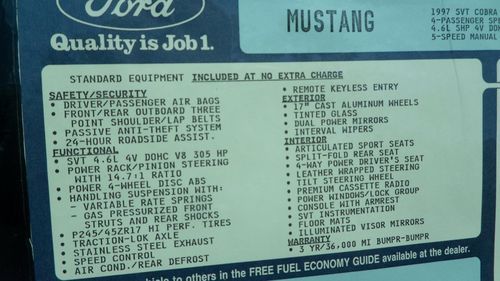 Ford
Quality is Job 1.
MUSTANG
1997 SVT COBRA
4-PASSENGER
4.6L SHP 4V
5-SPEED MANUAL
STANDARD EQUIPMENT INCLUDED AT NO EXTRA CHARGE
SAFETY/SECURITY
• DRIVER/PASSENGER AIR BAGS
• FRONT/REAR OUTBOARD THREE
POINT SHOULDER/LAP BELTS
• PASSIVE ANTI-THEFT SYSTEM
• 24-HOUR ROADSIDE ASSIST.
FUNCTIONAL
• SVT 4.6L 4V DOHC V8 305 HP
• POWER RACK/PINION STEERING
WITH 14.7:1 RATIO
• POWER 4-WHEEL DISC ABS
• HANDLING SUSPENSION WITH:
- VARIABLE RATE SPRINGS
- GAS PRESSURIZED FRONT
STRUTS AND REAR SHOCKS
• P245/45ZR17 HI PERF. TIRES
• TRACTION-LOK AXLE
• STAINLESS STEEL EXHAUST
• SPEED CONTROL
• AIR COND./REAR DEFROST
• REMOTE KEYLESS ENTRY
EXTERIOR
• 17" CAST ALUMINUM WHEELS
• TINTED GLASS
• DUAL POWER MIRRORS
• INTERVAL WIPERS
INTERIOR
• ARTICULATED SPORT SEATS
• SPLIT-FOLD REAR SEAT
• 4-WAY POWER DRIVER'S SEAT
• LEATHER WRAPPED STEERING
• TILT STEERING WHEEL
• PREMIUM CASSETTE RADIO
• POWER WINDOWS/LOCK GROUP
• CONSOLE WITH ARMREST
• SVT INSTRUMENTATION
• FLOOR MATS
• ILLUMINATED VISOR MIRRORS
WARRANTY
• 3 YR/36,000 MI BUMPR-BUMPR
vehicle to others in the FREE FUEL ECONOMY GUIDE available at the dealer.